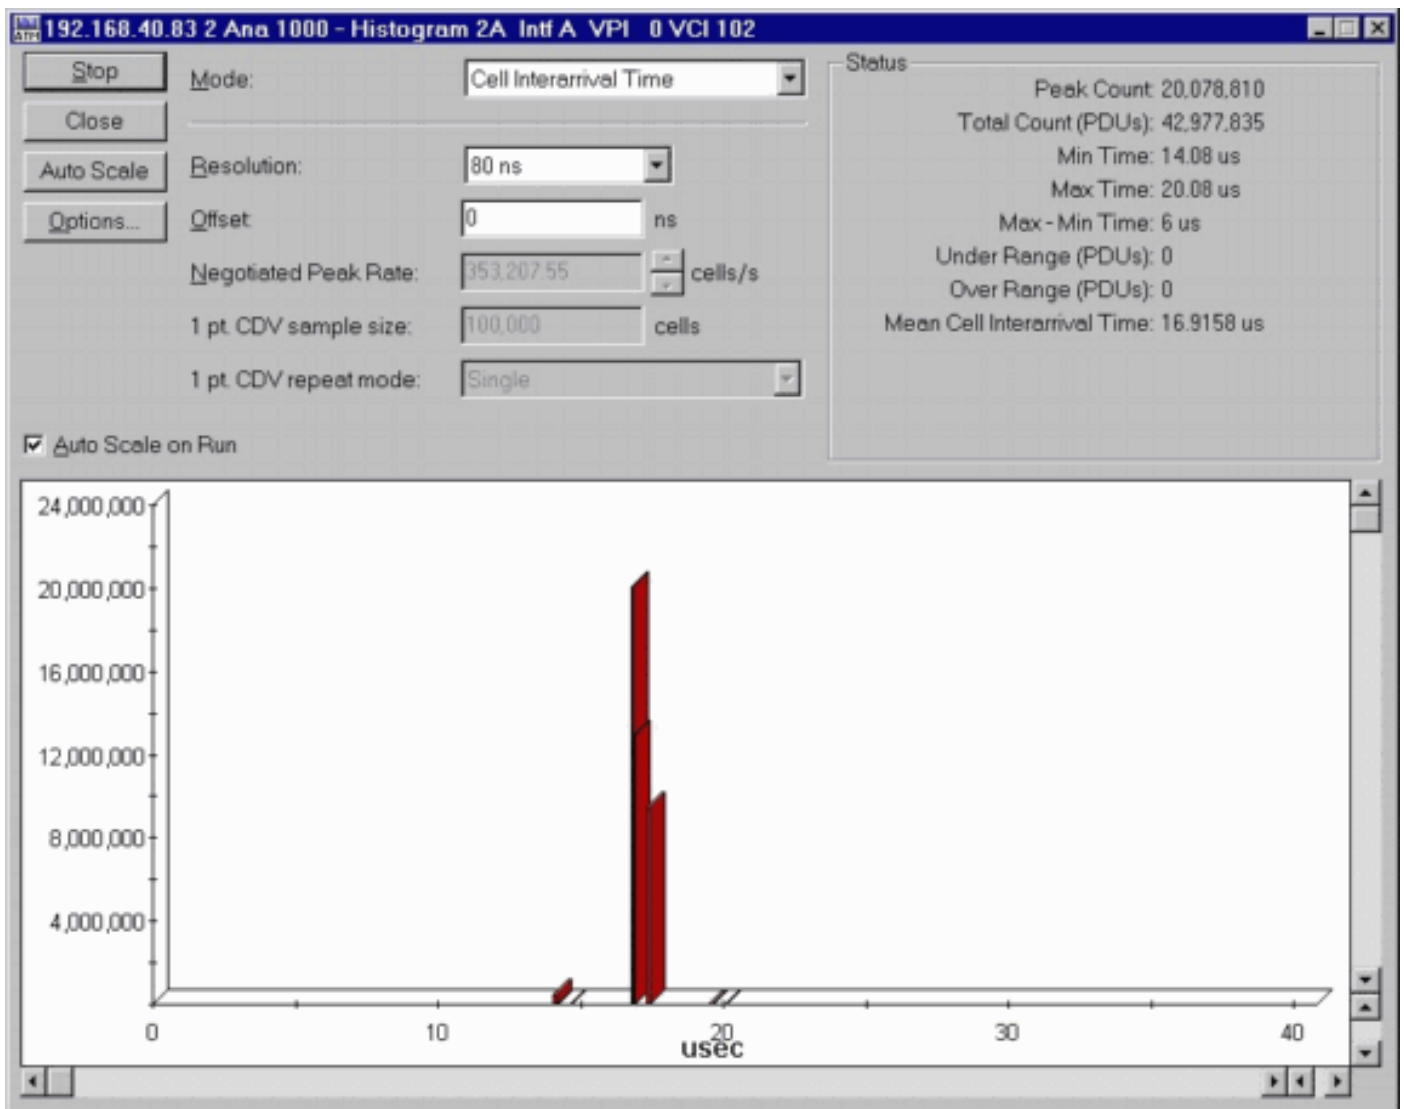 192.168.40.83 2 Ana 1000 - Histogram 2A Intf A VPI 0 VCI 102
ATM
Stop
Close
Auto Scale
Options...
Mode: Cell Interarrival Time
Resolution: 80 ns
Offset 0 ns
Negotiated Peak Rate: 353,207.55 cells/s
1 pt. CDV sample size: 100,000 cells
1 pt. CDV repeat mode: Single
Auto Scale on Run
Status
Peak Count: 20,078,810
Total Count (PDUs): 42,977,835
Min Time: 14.08 us
Max Time: 20.08 us
Max - Min Time: 6 us
Under Range (PDUs): 0
Over Range (PDUs): 0
Mean Cell Interarrival Time: 16.9158 us
24,000,000
20,000,000
16,000,000
12,000,000
8,000,000
4,000,000
0 10 20 30 40
usec